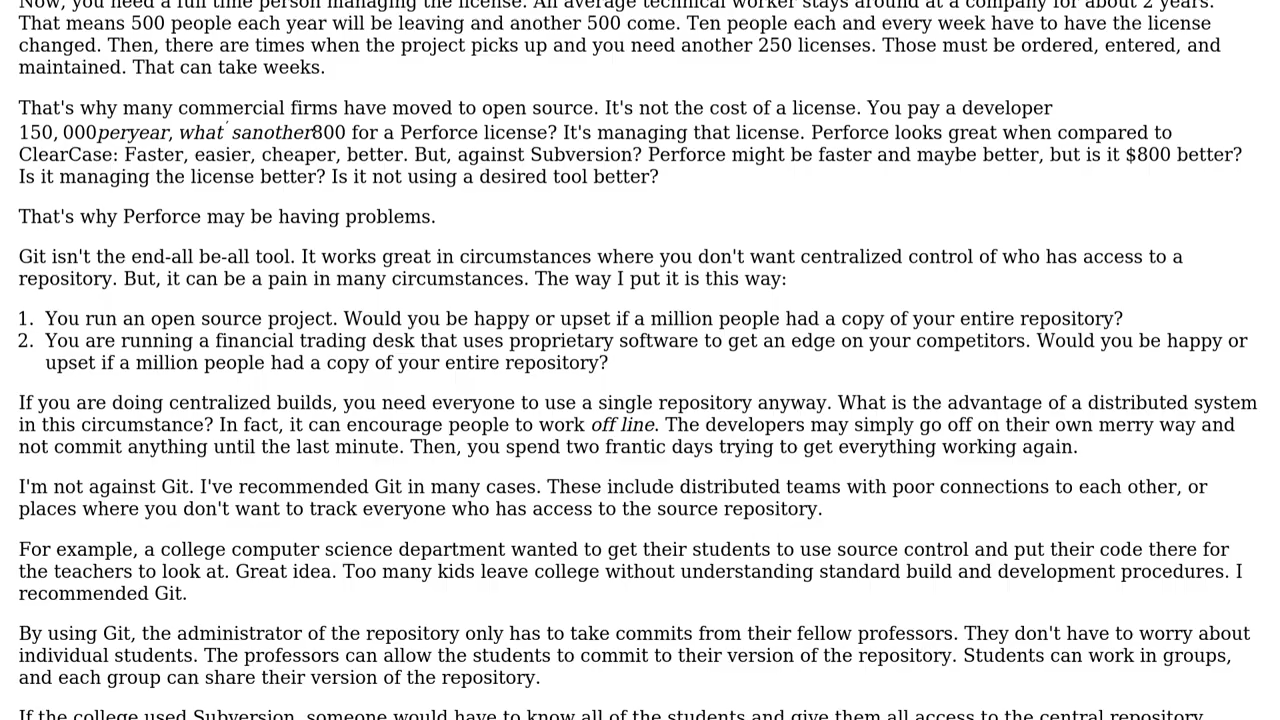 Now, you need a full time person managing the license. An average technical worker stays around at a company for about 2 years.
That means 500 people each year will be leaving and another 500 come. Ten people each and every week have to have the license
changed. Then, there are times when the project picks up and you need another 250 licenses. Those must be ordered, entered, and
maintained. That can take weeks.
That's why many commercial firms have moved to open source. It's not the cost of a license. You pay a developer
150,000peryear,what′sanother800 for a Perforce license? It's managing that license. Perforce looks great when compared to
ClearCase: Faster, easier, cheaper, better. But, against Subversion? Perforce might be faster and maybe better, but is it $800 better?
Is it managing the license better? Is it not using a desired tool better?
That's why Perforce may be having problems.
Git isn't the end-all be-all tool. It works great in circumstances where you don't want centralized control of who has access to a
repository. But, it can be a pain in many circumstances. The way I put it is this way:
1. You run an open source project. Would you be happy or upset if a million people had a copy of your entire repository?
2. You are running a financial trading desk that uses proprietary software to get an edge on your competitors. Would you be happy or
upset if a million people had a copy of your entire repository?
If you are doing centralized builds, you need everyone to use a single repository anyway. What is the advantage of a distributed system
in this circumstance? In fact, it can encourage people to work off line. The developers may simply go off on their own merry way and
not commit anything until the last minute. Then, you spend two frantic days trying to get everything working again.
I'm not against Git. I've recommended Git in many cases. These include distributed teams with poor connections to each other, or
places where you don't want to track everyone who has access to the source repository.
For example, a college computer science department wanted to get their students to use source control and put their code there for
the teachers to look at. Great idea. Too many kids leave college without understanding standard build and development procedures. I
recommended Git.
By using Git, the administrator of the repository only has to take commits from their fellow professors. They don't have to worry about
individual students. The professors can allow the students to commit to their version of the repository. Students can work in groups,
and each group can share their version of the repository.
If the college used Subversion, someone would have to know all of the students and give them all access to the central repository.